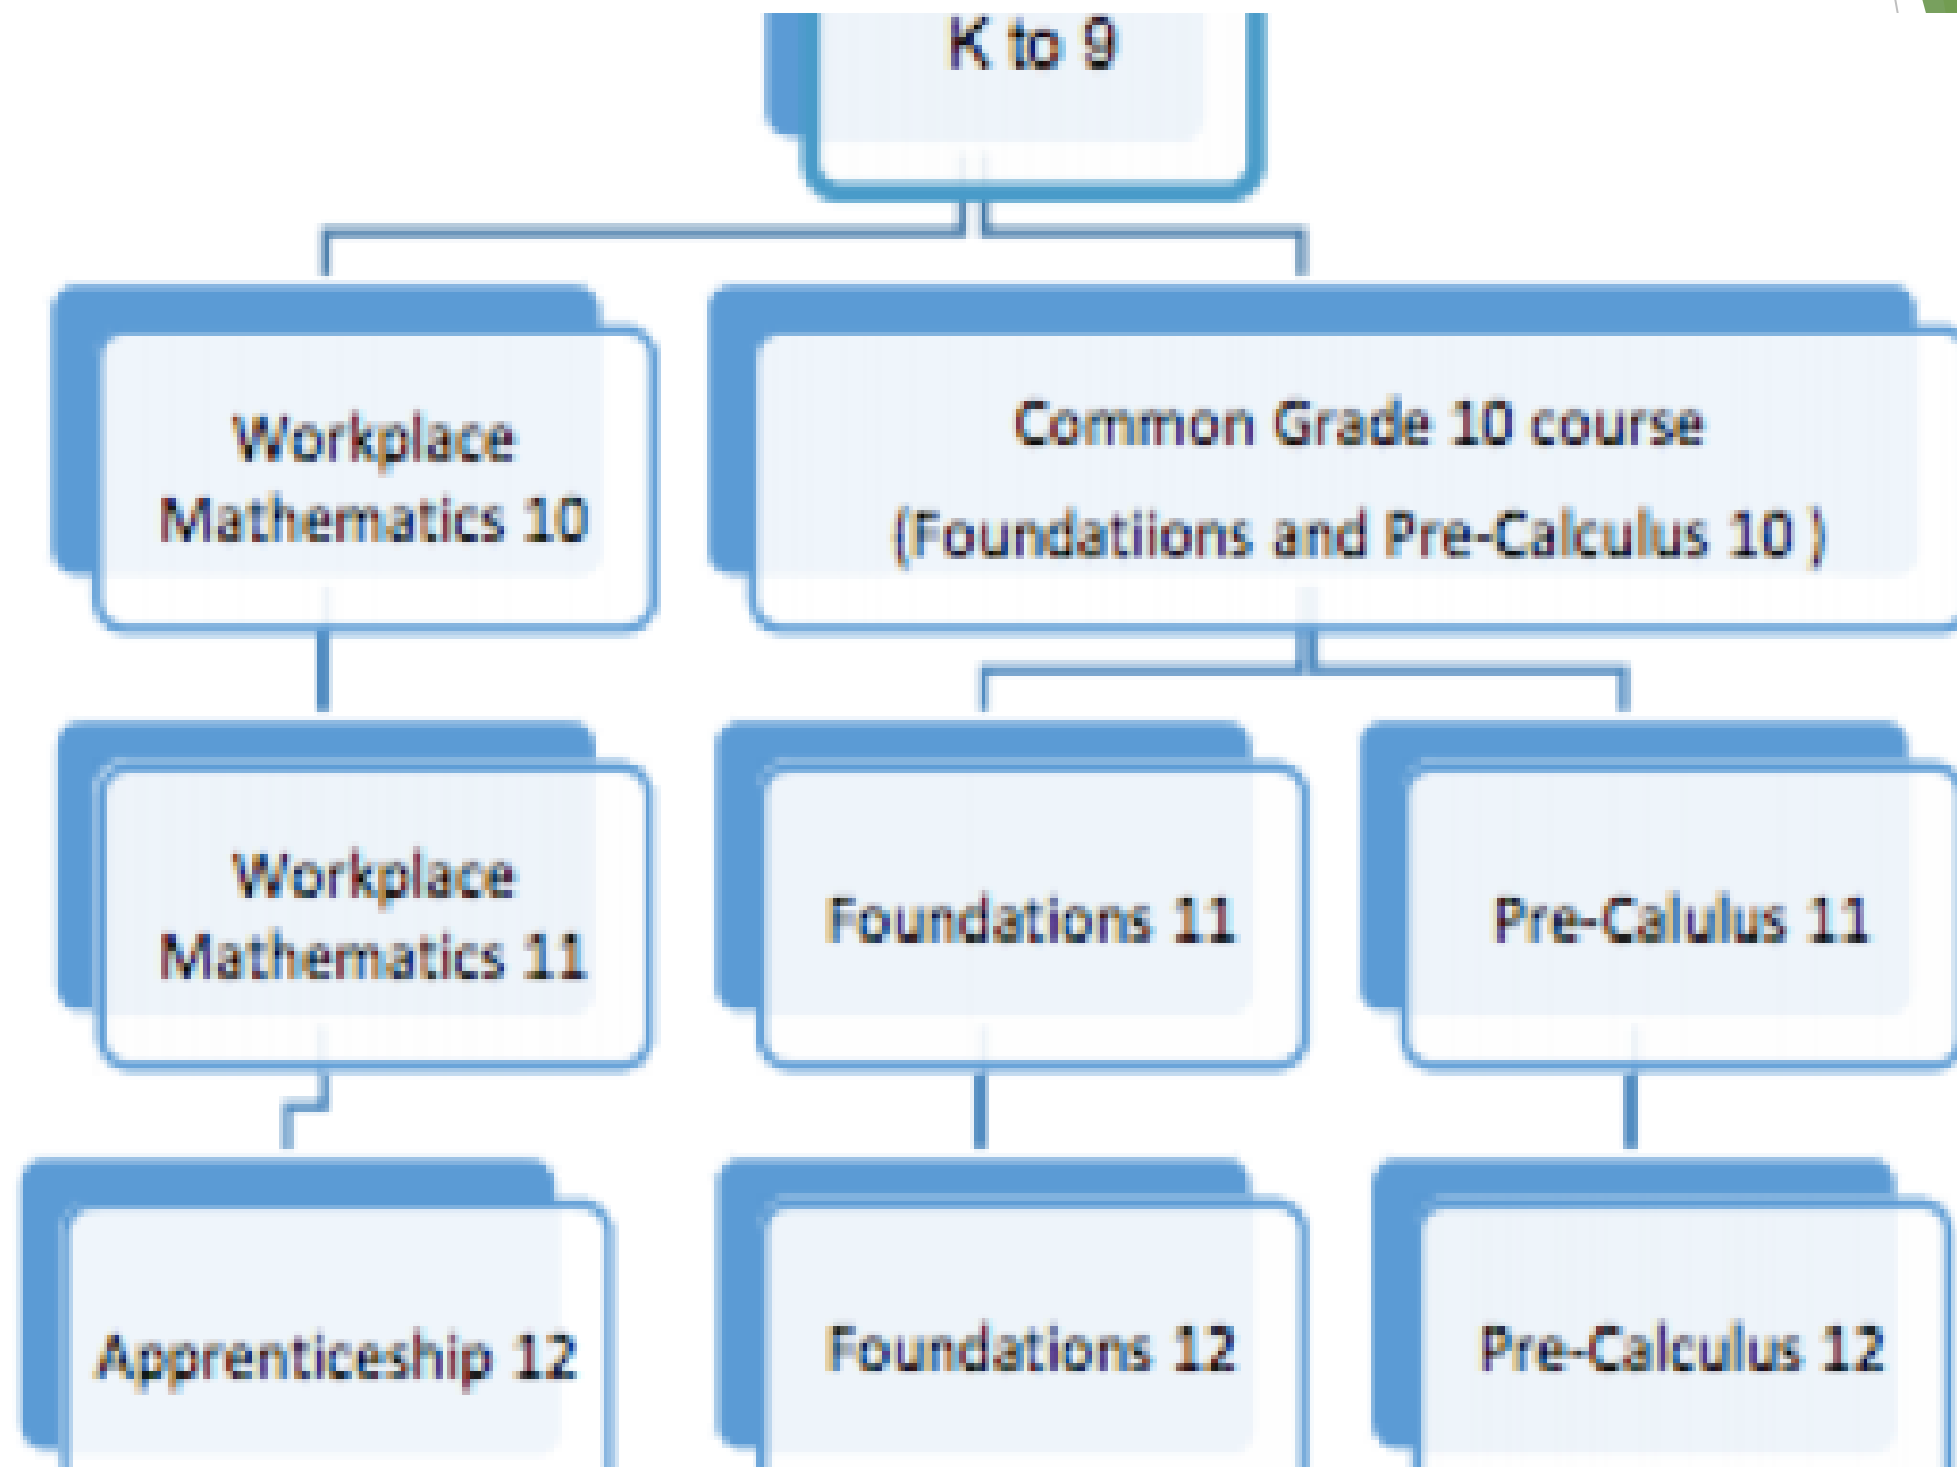 K to 9
Workplace
Mathematics 10
Common Grade 10 course
(Foundatiions and Pre-Calculus 10 )
Workplace
Mathematics 11
Foundations 11
Pre-Calulus 11
Apprenticeship 12
Foundations 12
Pre-Calculus 12